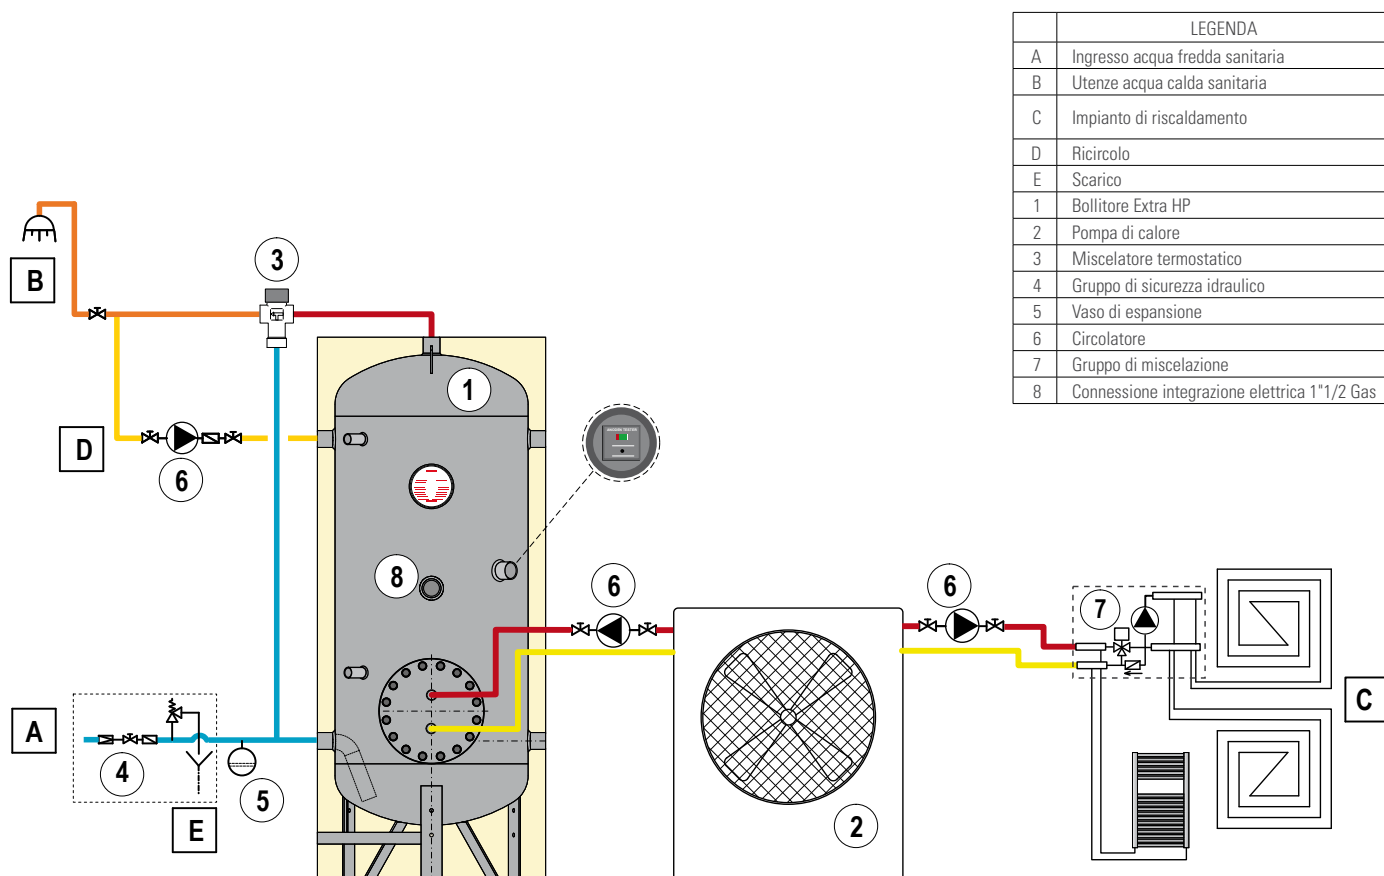 LEGENDA
A Ingresso acqua fredda sanitaria
B Utenze acqua calda sanitaria
C Impianto di riscaldamento
D Ricircolo
E Scarico
1 Bollitore Extra HP
2 Pompa di calore
3 Miscelatore termostatico
4 Gruppo di sicurezza idraulico
5 Vaso di espansione
6 Circolatore
7 Gruppo di miscelazione
8 Connessione integrazione elettrica 1"1/2 Gas
B
3
1
D
6
8
6
6
7
A
4
5
E
2
C